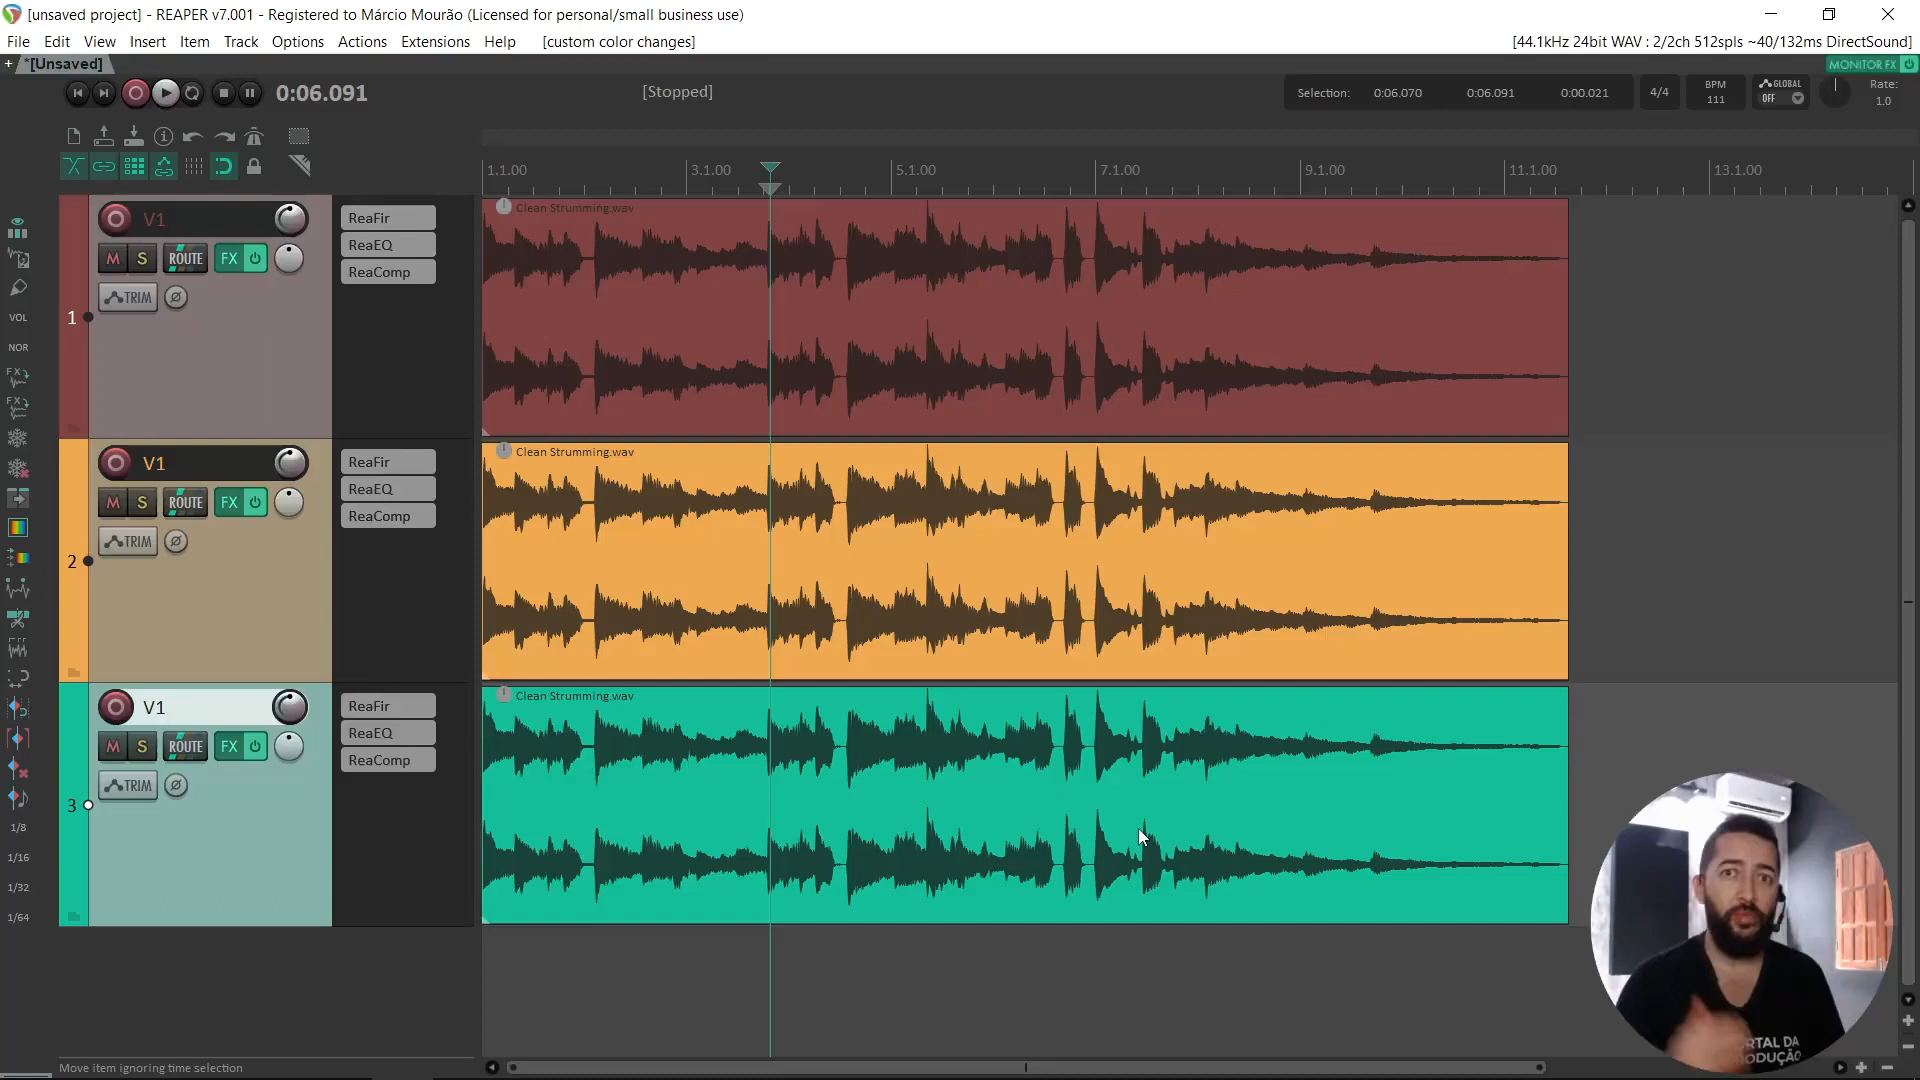 [unsaved project] - REAPER v7.001 - Registered to Márcio Mourão (Licensed for personal/small business use)
File Edit View Insert Item Track Options Actions Extensions Help [custom color changes] [44.1kHz 24bit WAV : 2/2ch 512spls ~40/132ms DirectSound]
+ *[Unsaved] MONITOR FX
0:06.091 [Stopped] Selection: 0:06.070 0:06.091 0:00.021 4/4 BPM 111 GLOBAL OFF Rate: 1.0
1.1.00 3.1.00 5.1.00 7.1.00 9.1.00 11.1.00 13.1.00
V1 ReaFir Clean Strumming.wav
M S ROUTE FX ReaEQ
ReaComp
TRIM
1
VOL
NOR
FX
FX
V1 ReaFir Clean Strumming.wav
M S ROUTE FX ReaEQ
ReaComp
TRIM
2
V1 ReaFir Clean Strumming.wav
M S ROUTE FX ReaEQ
ReaComp
TRIM
3
1/8
1/16
1/32
1/64
RTAL DA
ODUÇÃO
Move item ignoring time selection